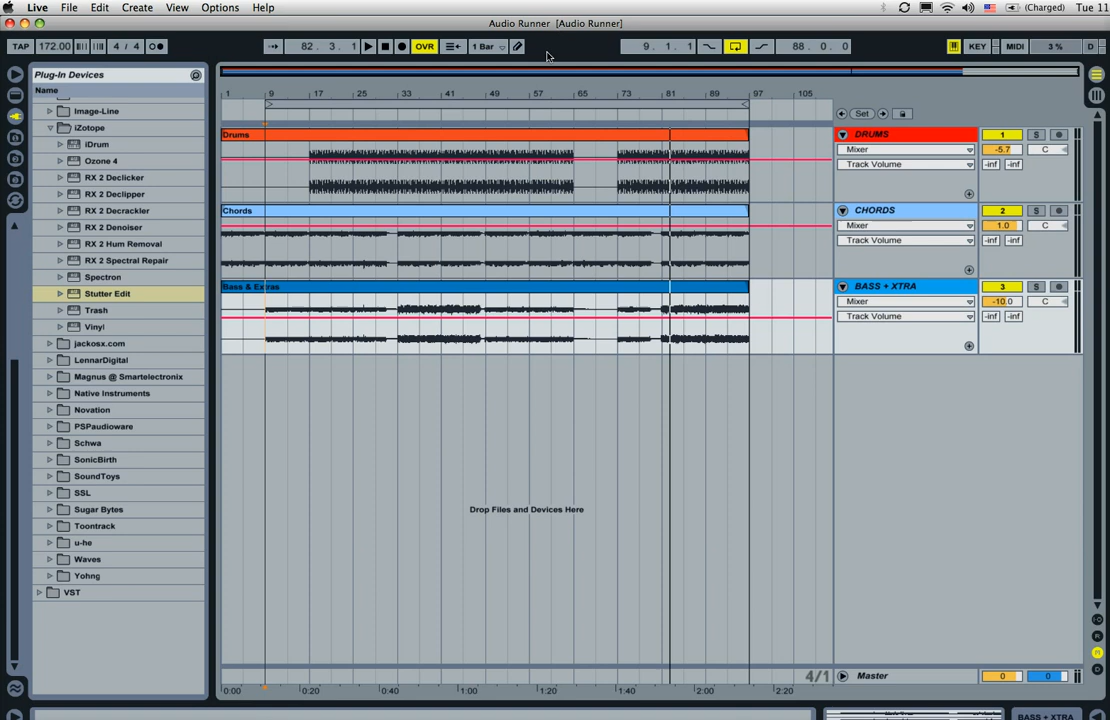 Live File Edit Create View Options Help (Charged) Tue 11
Audio Runner [Audio Runner]
TAP 172.00 4 / 4 82. 3. 1 OVR 1 Bar 9. 1. 1 88. 0. 0 KEY MIDI 3 % D
Plug-In Devices
Name
Image-Line
iZotope
iDrum
Ozone 4
RX 2 Declicker
RX 2 Declipper
RX 2 Decrackler
RX 2 Denoiser
RX 2 Hum Removal
RX 2 Spectral Repair
Spectron
Stutter Edit
Trash
Vinyl
jackosx.com
LennarDigital
Magnus @ Smartelectronix
Native Instruments
Novation
PSPaudioware
Schwa
SonicBirth
SoundToys
SSL
Sugar Bytes
Toontrack
u-he
Waves
Yohng
VST
1 9 17 25 33 41 49 57 65 73 81 89 97 105
Set
Drums
DRUMS 1 S
Mixer -5.7 C
Track Volume -inf -inf
Chords
CHORDS 2 S
Mixer 1.0 C
Track Volume -inf -inf
Bass & Extras
BASS + XTRA 3 S
Mixer -10.0 C
Track Volume -inf -inf
Drop Files and Devices Here
4/1 Master 0 0
0:00 0:20 0:40 1:00 1:20 1:40 2:00 2:20
I·O
R
M
D
BASS + XTRA